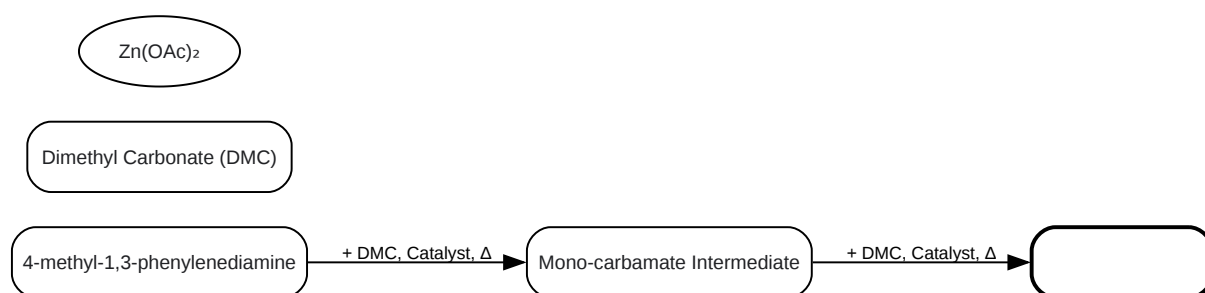 Zn(OAc)₂
Dimethyl Carbonate (DMC)
4-methyl-1,3-phenylenediamine
+ DMC, Catalyst, Δ
Mono-carbamate Intermediate
+ DMC, Catalyst, Δ